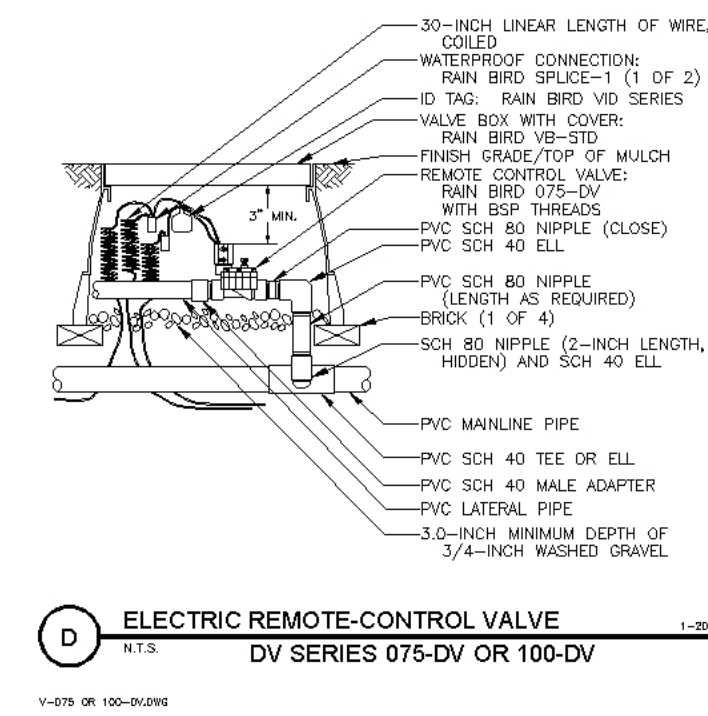 30-INCH LINEAR LENGTH OF WIRE,
COILED
WATERPROOF CONNECTION:
RAIN BIRD SPLICE-1 (1 OF 2)
ID TAG: RAIN BIRD VID SERIES
VALVE BOX WITH COVER:
RAIN BIRD VB-STD
FINISH GRADE/TOP OF MULCH
REMOTE CONTROL VALVE:
RAIN BIRD 075-DV
WITH BSP THREADS
3" MIN.
PVC SCH 80 NIPPLE (CLOSE)
PVC SCH 40 ELL
PVC SCH 80 NIPPLE
(LENGTH AS REQUIRED)
BRICK (1 OF 4)
SCH 80 NIPPLE (2-INCH LENGTH,
HIDDEN) AND SCH 40 ELL
PVC MAINLINE PIPE
PVC SCH 40 TEE OR ELL
PVC SCH 40 MALE ADAPTER
PVC LATERAL PIPE
3.0-INCH MINIMUM DEPTH OF
3/4-INCH WASHED GRAVEL
D
ELECTRIC REMOTE-CONTROL VALVE
N.T.S.
DV SERIES 075-DV OR 100-DV
V-075 OR 100-DV.DWG